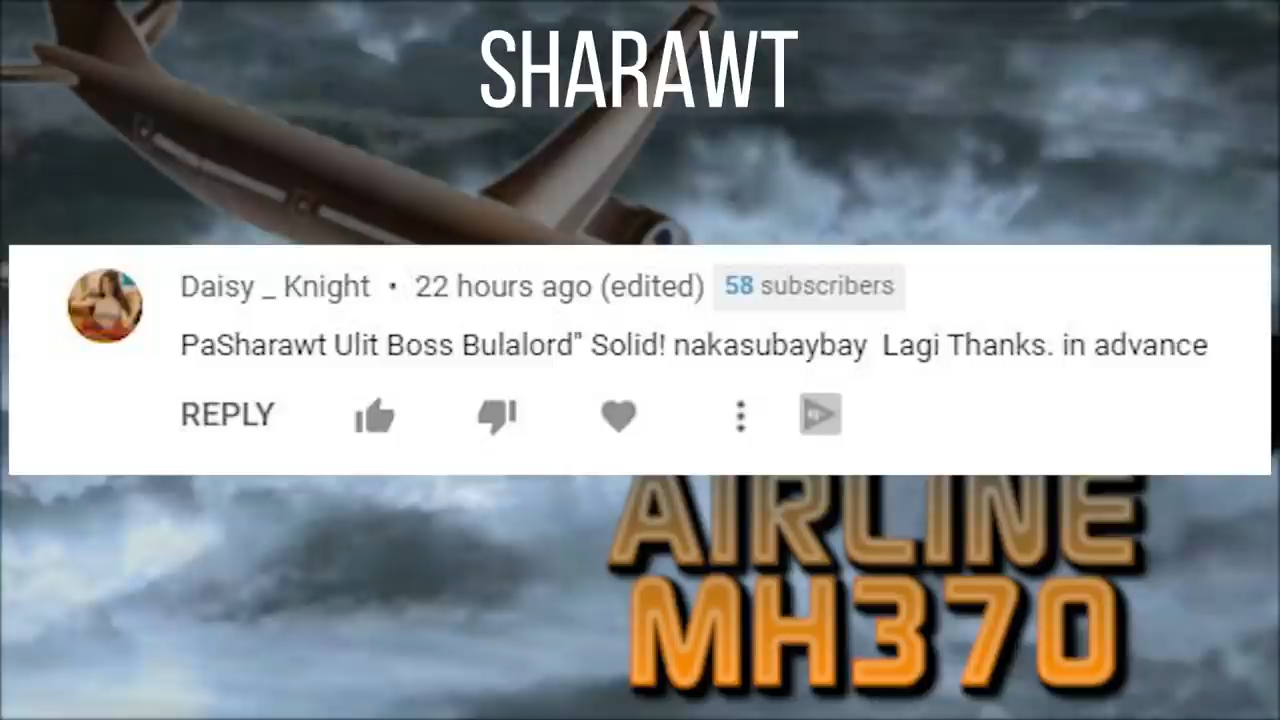 SHARAWT
Daisy _ Knight • 22 hours ago (edited) 58 subscribers
PaSharawt Ulit Boss Bulalord" Solid! nakasubaybay Lagi Thanks. in advance
REPLY
AIRLINE
MH370